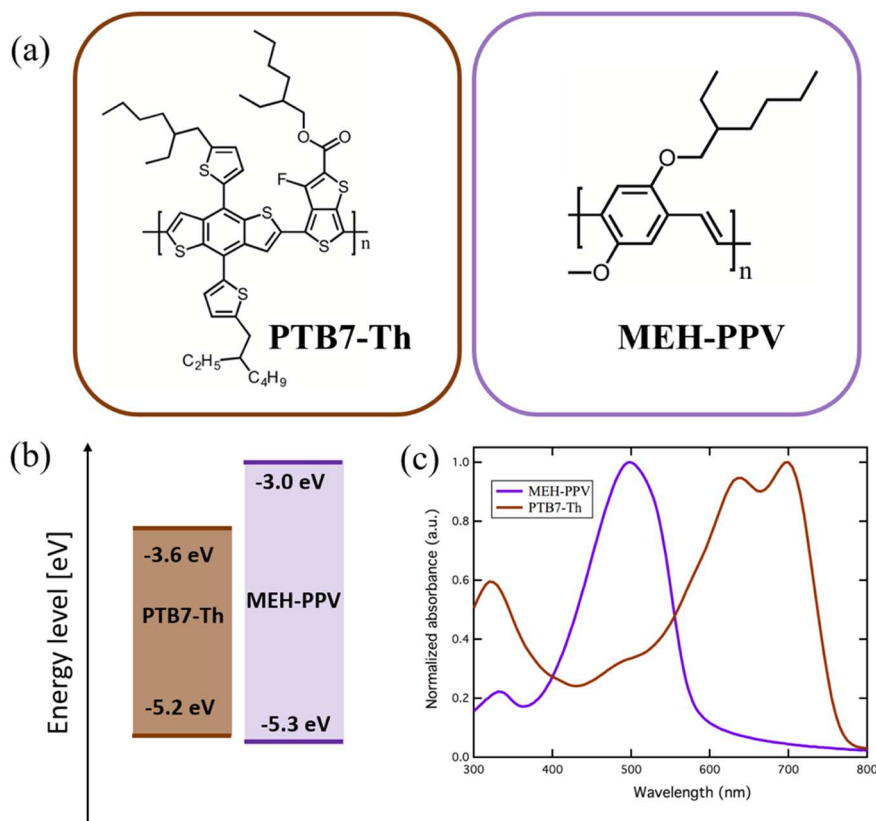 (a)
O
O
F
S
S
S
S
S
S
n
C2H5
C4H9
PTB7-Th
O
O
n
MEH-PPV
(b)
Energy level [eV]
-3.6 eV
PTB7-Th
-5.2 eV
-3.0 eV
MEH-PPV
-5.3 eV
(c)
Normalized absorbance (a.u.)
1.0
0.8
0.6
0.4
0.2
0.0
MEH-PPV
PTB7-Th
300 400 500 600 700 800
Wavelength (nm)